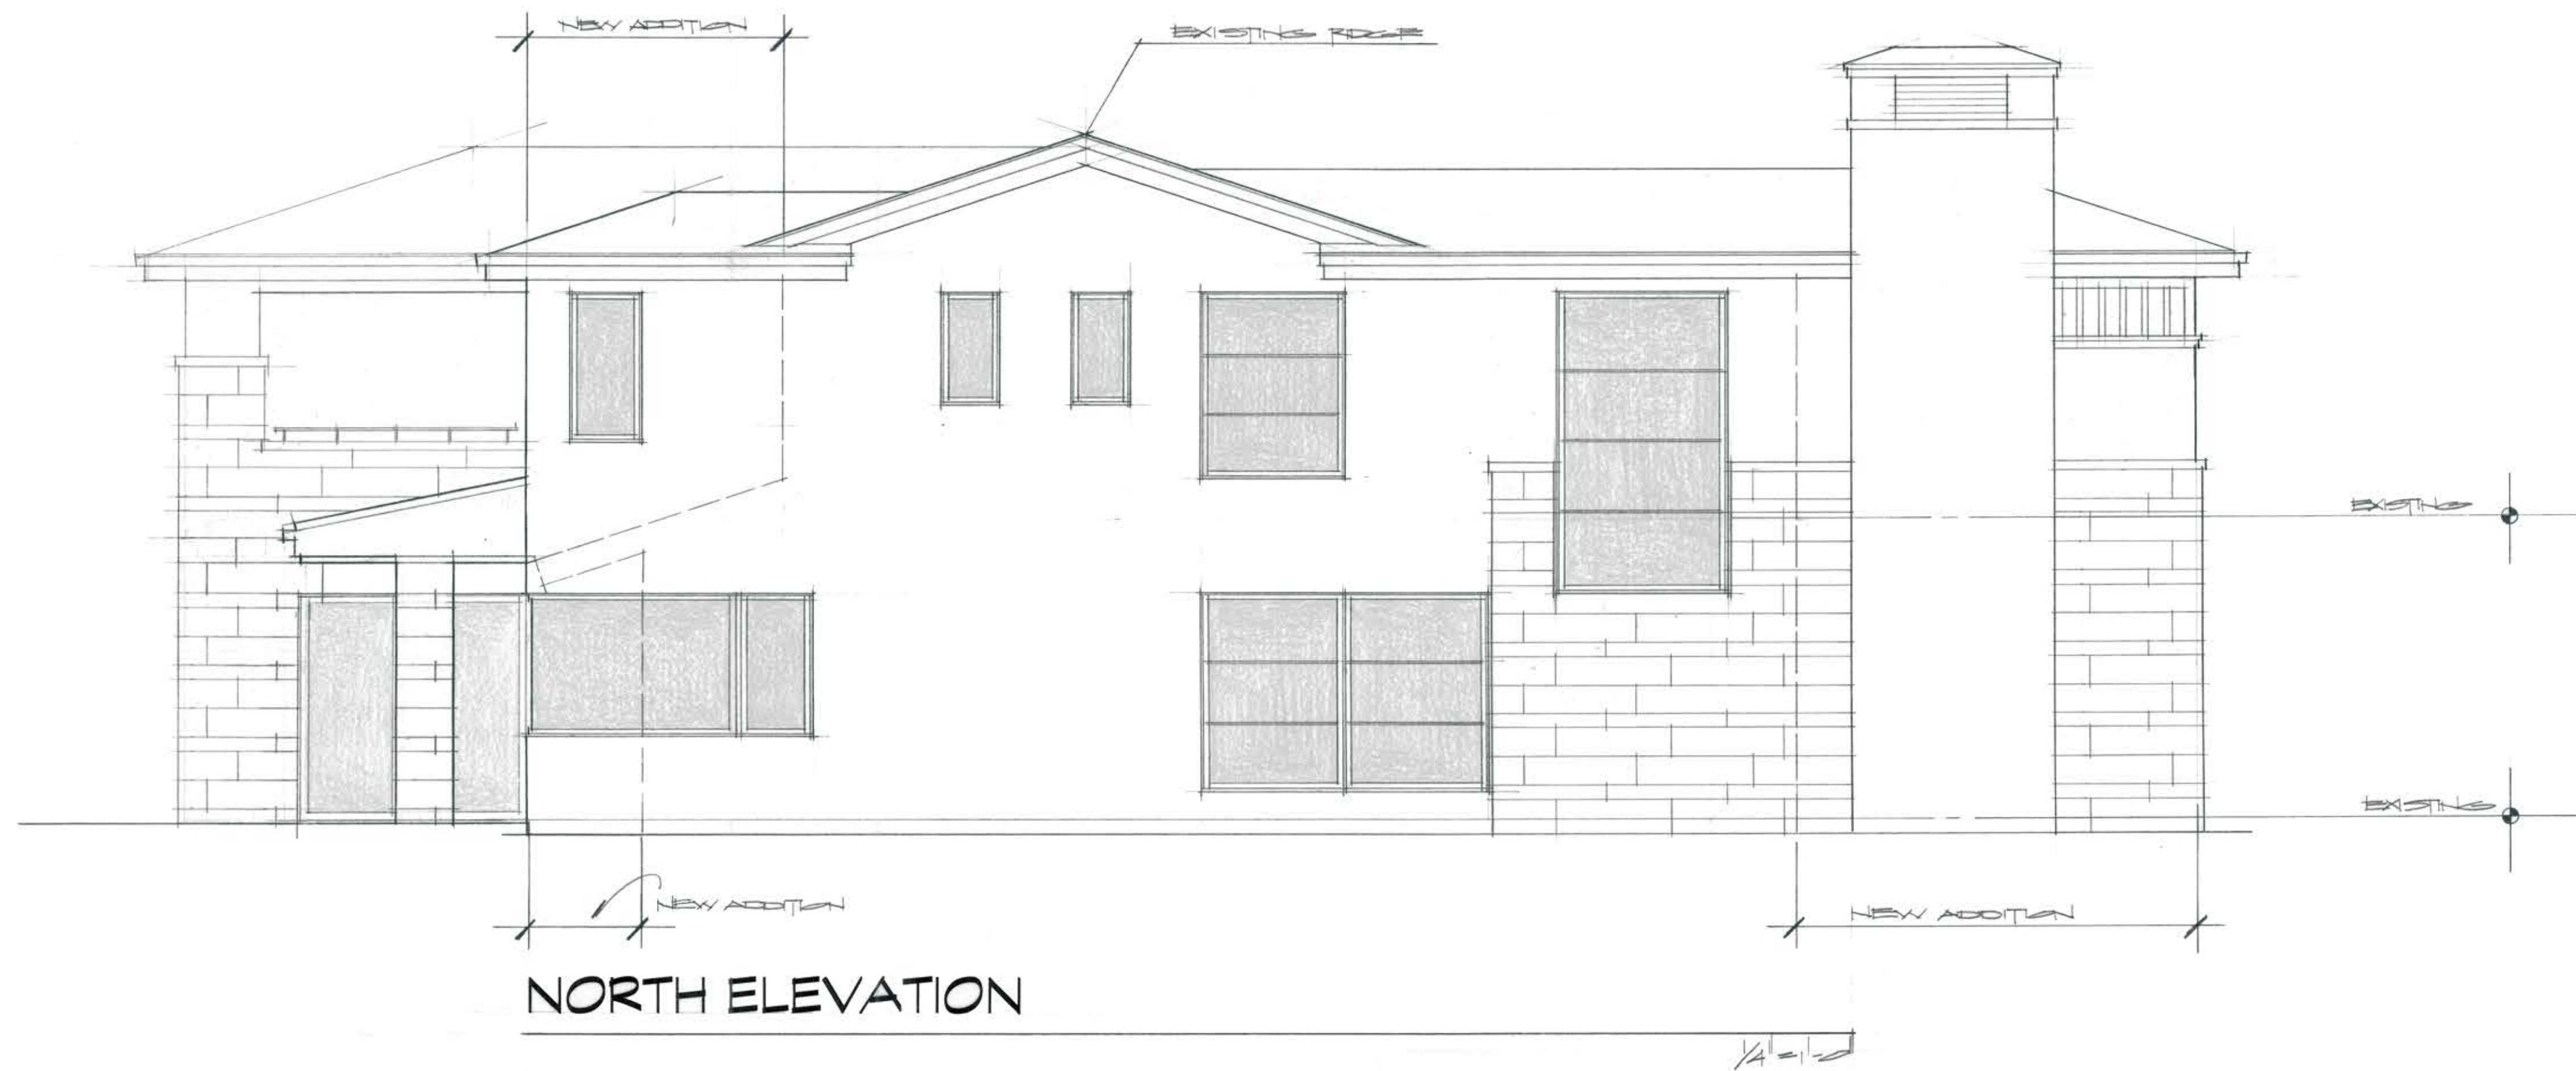 NEW ADDITION
EXISTING RIDGE
EXISTING
EXISTING
NEW ADDITION
NEW ADDITION
NORTH ELEVATION
1/4"=1'-0"